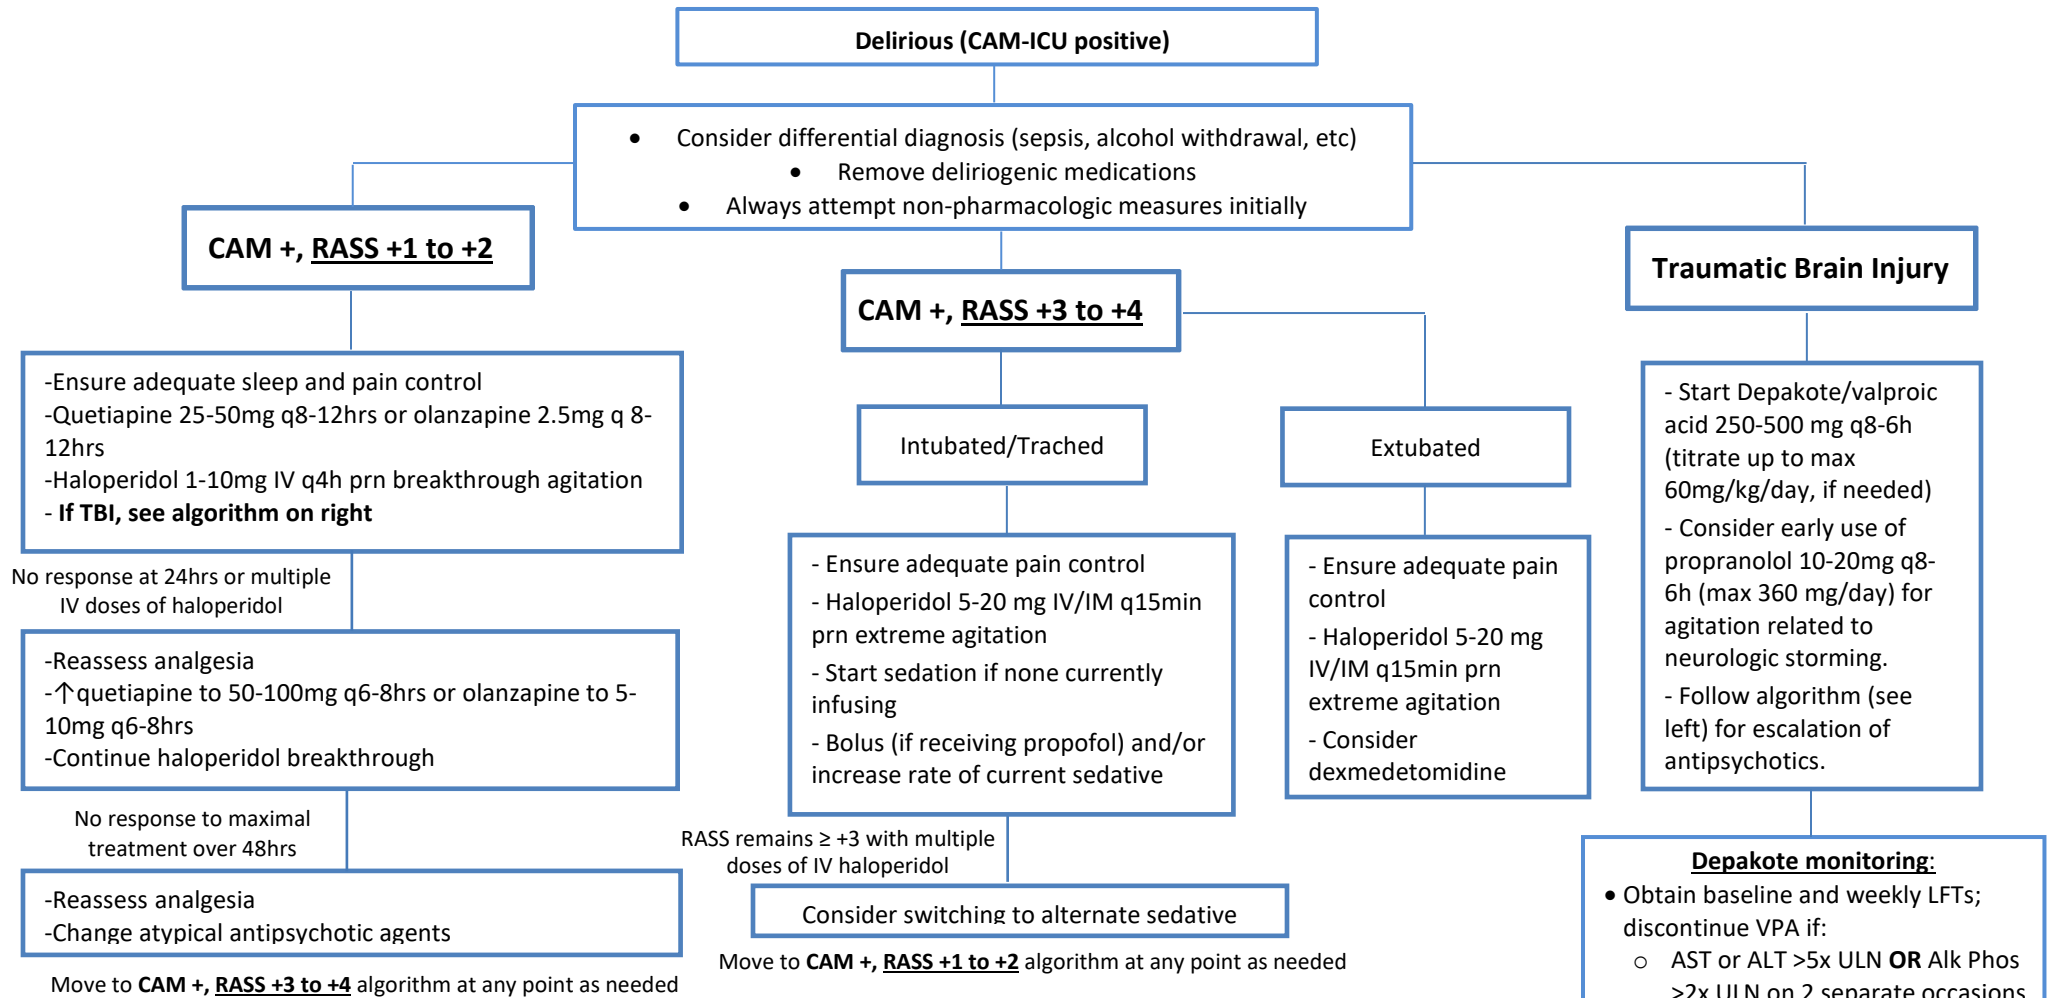 Delirious (CAM-ICU positive)
• Consider differential diagnosis (sepsis, alcohol withdrawal, etc)
• Remove deliriogenic medications
• Always attempt non-pharmacologic measures initially
CAM +, RASS +1 to +2
-Ensure adequate sleep and pain control
-Quetiapine 25-50mg q8-12hrs or olanzapine 2.5mg q 8-
12hrs
-Haloperidol 1-10mg IV q4h prn breakthrough agitation
- If TBI, see algorithm on right
No response at 24hrs or multiple
IV doses of haloperidol
-Reassess analgesia
-↑quetiapine to 50-100mg q6-8hrs or olanzapine to 5-
10mg q6-8hrs
-Continue haloperidol breakthrough
No response to maximal
treatment over 48hrs
-Reassess analgesia
-Change atypical antipsychotic agents
Move to CAM +, RASS +3 to +4 algorithm at any point as needed
CAM +, RASS +3 to +4
Intubated/Trached
- Ensure adequate pain control
- Haloperidol 5-20 mg IV/IM q15min
prn extreme agitation
- Start sedation if none currently
infusing
- Bolus (if receiving propofol) and/or
increase rate of current sedative
RASS remains ≥ +3 with multiple
doses of IV haloperidol
Consider switching to alternate sedative
Move to CAM +, RASS +1 to +2 algorithm at any point as needed
Extubated
- Ensure adequate pain
control
- Haloperidol 5-20 mg
IV/IM q15min prn
extreme agitation
- Consider
dexmedetomidine
Traumatic Brain Injury
- Start Depakote/valproic
acid 250-500 mg q8-6h
(titrate up to max
60mg/kg/day, if needed)
- Consider early use of
propranolol 10-20mg q8-
6h (max 360 mg/day) for
agitation related to
neurologic storming.
- Follow algorithm (see
left) for escalation of
antipsychotics.
Depakote monitoring:
• Obtain baseline and weekly LFTs;
discontinue VPA if:
o AST or ALT >5x ULN OR Alk Phos
>2x ULN on 2 separate occasions